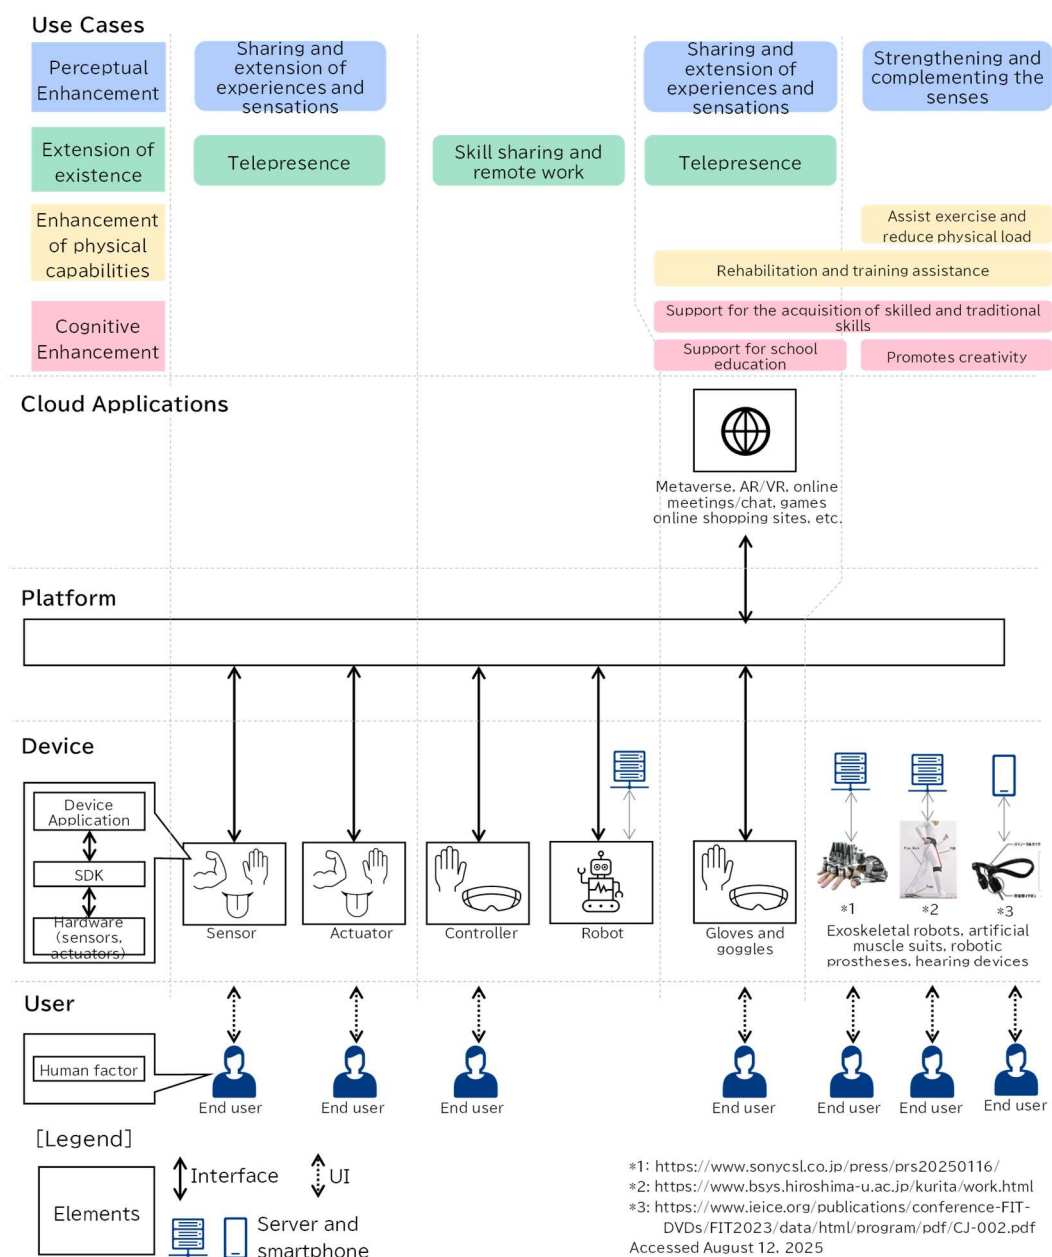 Use Cases
Perceptual
Enhancement
Sharing and
extension of
experiences and
sensations
Sharing and
extension of
experiences and
sensations
Strengthening and
complementing the
senses
Extension of
existence
Telepresence
Skill sharing and
remote work
Telepresence
Enhancement
of physical
capabilities
Assist exercise and
reduce physical load
Rehabilitation and training assistance
Cognitive
Enhancement
Support for the acquisition of skilled and traditional
skills
Support for school
education
Promotes creativity
Cloud Applications
Metaverse, AR/VR, online
meetings/chat, games
online shopping sites, etc.
Platform
Device
Device
Application
SDK
Hardware
(sensors,
actuators)
Sensor
Actuator
Controller
Robot
Gloves and
goggles
*1
*2
*3
Exoskeletal robots, artificial
muscle suits, robotic
prostheses, hearing devices
User
Human factor
End user
End user
End user
End user
End user
End user
End user
[Legend]
Elements
Interface
UI
Server and
smartphone
*1: https://www.sonycsl.co.jp/press/prs20250116/
*2: https://www.bsys.hiroshima-u.ac.jp/kurita/work.html
*3: https://www.ieice.org/publications/conference-FIT-
DVDs/FIT2023/data/html/program/pdf/CJ-002.pdf
Accessed August 12, 2025